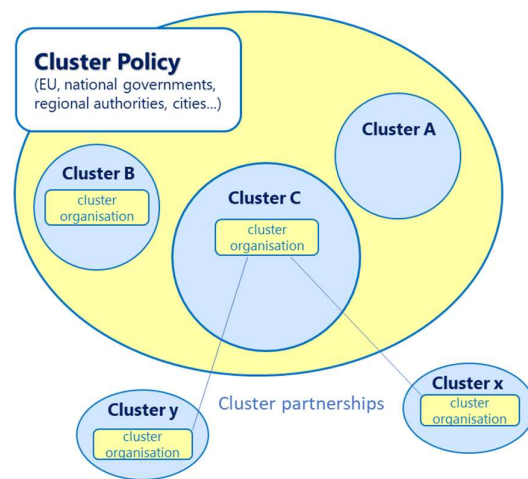 Cluster Policy
(EU, national governments,
regional authorities, cities...)
Cluster A
Cluster B
cluster
organisation
Cluster C
cluster
organisation
Cluster partnerships
Cluster x
cluster
organisation
Cluster y
cluster
organisation